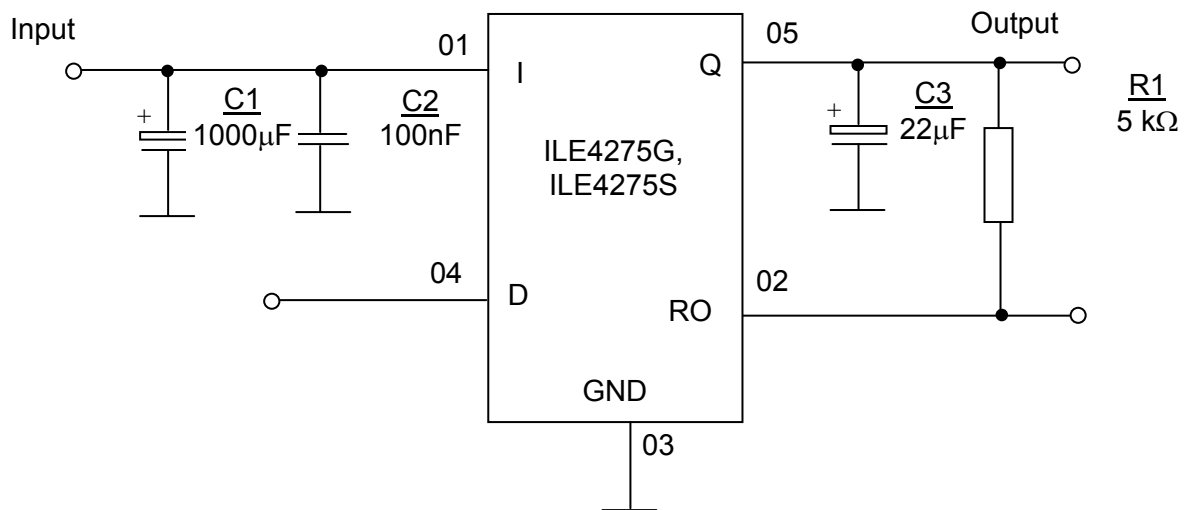 Input
Output
01
05
I
Q
C1
1000μF
C2
100nF
ILE4275G,
ILE4275S
C3
22μF
R1
5 kΩ
+
+
04
02
D
RO
GND
03